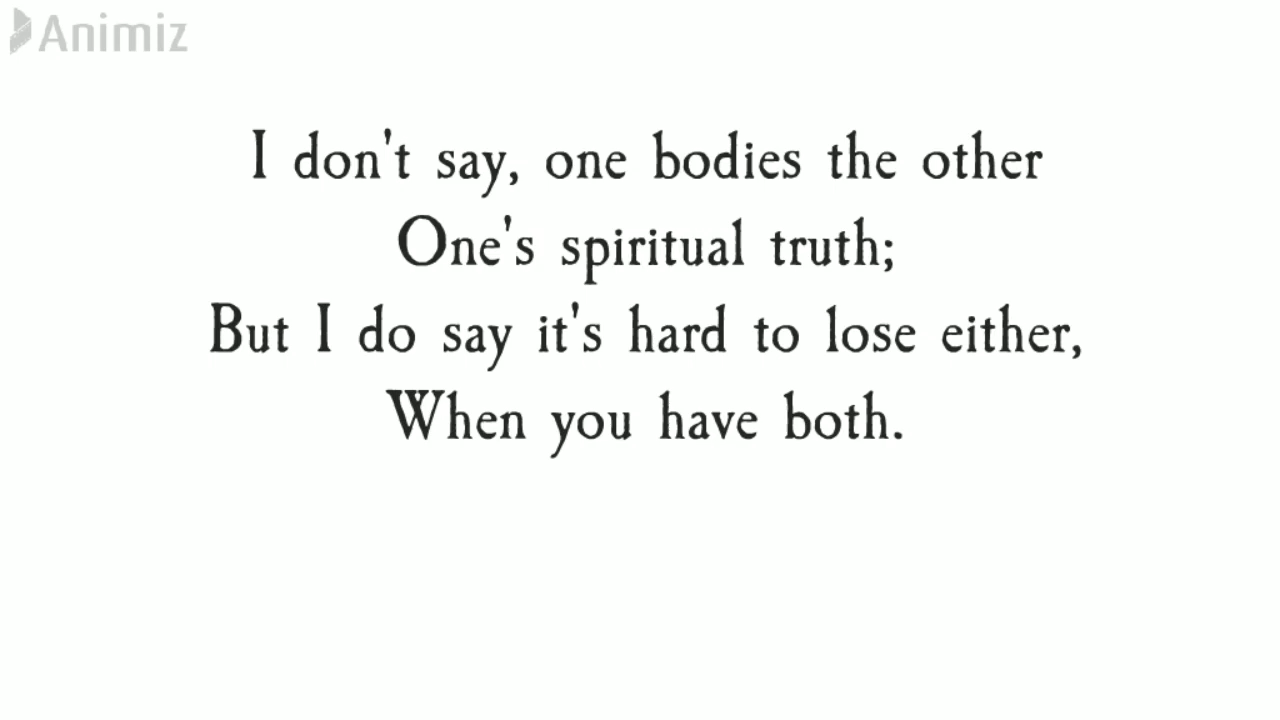 Animiz
I don't say, one bodies the other
One's spiritual truth;
But I do say it's hard to lose either,
When you have both.